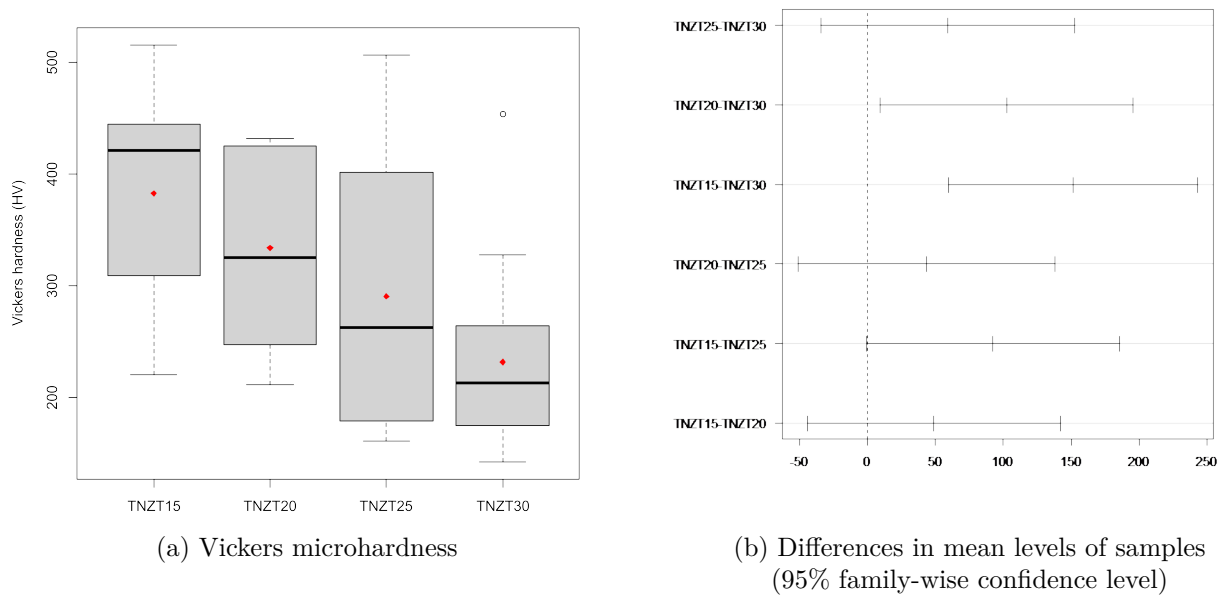 Vickers hardness (HV)
500
400
300
200
TNZT15 TNZT20 TNZT25 TNZT30
(a) Vickers microhardness
TNZT25-TNZT30
TNZT20-TNZT30
TNZT15-TNZT30
TNZT20-TNZT25
TNZT15-TNZT25
TNZT15-TNZT20
-50 0 50 100 150 200 250
(b) Differences in mean levels of samples
(95% family-wise confidence level)